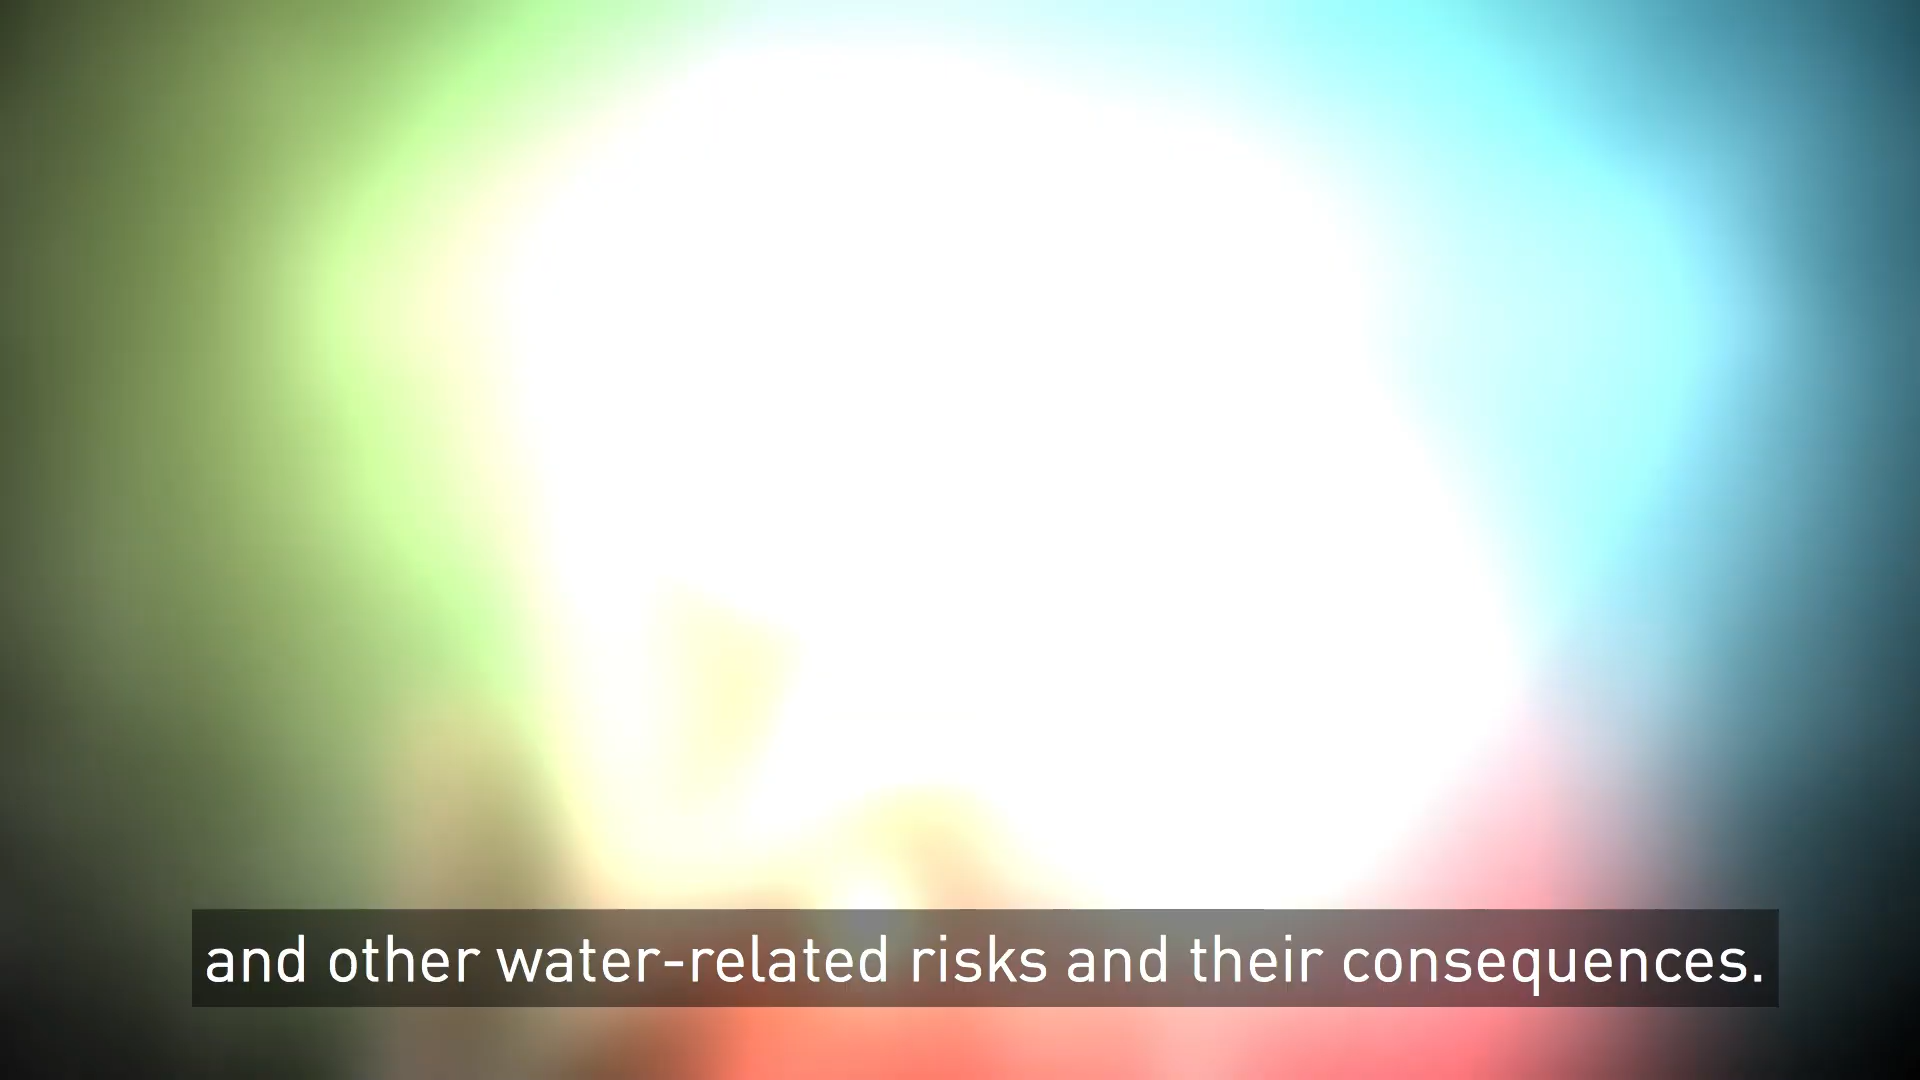 and other water-related risks and their consequences.